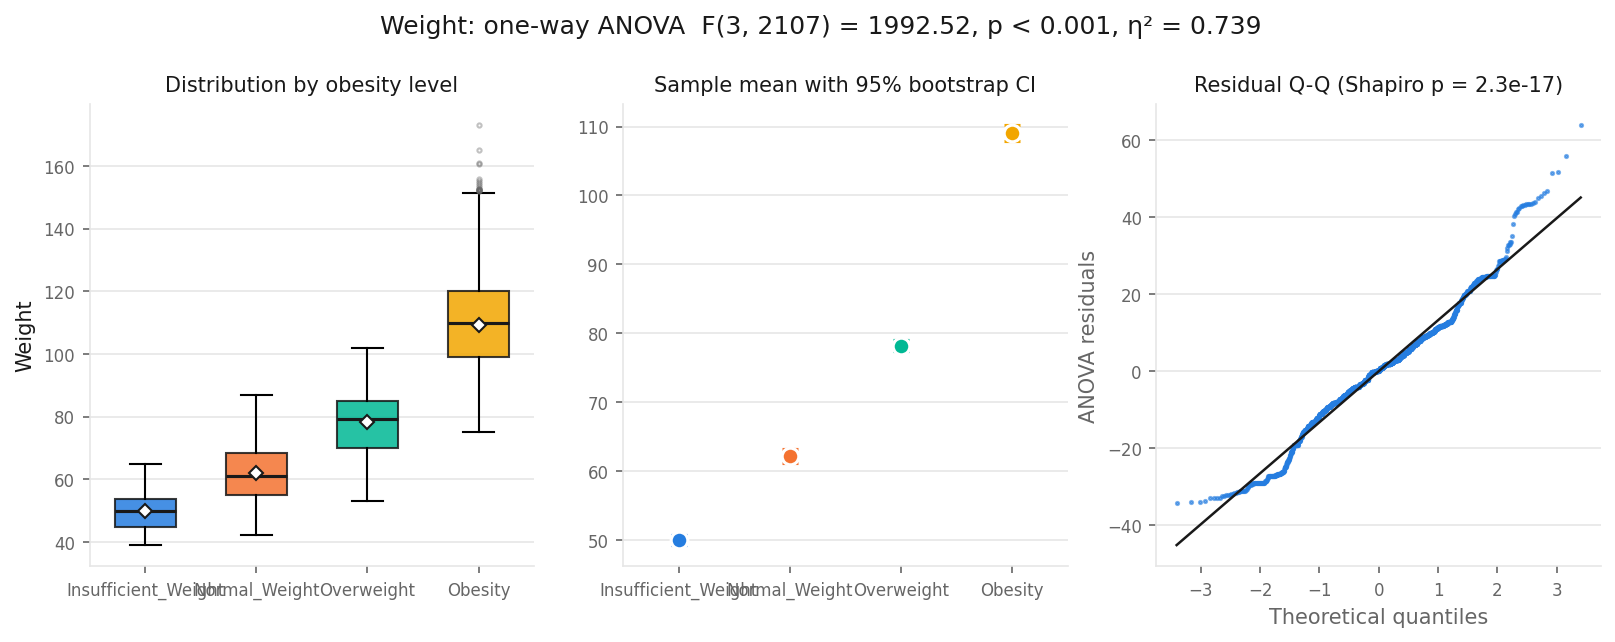 Weight: one-way ANOVA  F(3, 2107) = 1992.52, p < 0.001, η² = 0.739
Distribution by obesity level
Weight
160
140
120
100
80
60
40
Insufficient_Weight
Normal_Weight
Overweight
Obesity
Sample mean with 95% bootstrap CI
110
100
90
80
70
60
50
Insufficient_Weight
Normal_Weight
Overweight
Obesity
Residual Q-Q (Shapiro p = 2.3e-17)
ANOVA residuals
60
40
20
0
−20
−40
−3 −2 −1 0 1 2 3
Theoretical quantiles